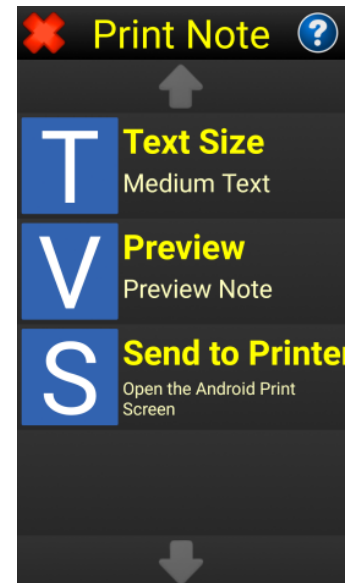 Print Note ?
T Text Size
Medium Text
V Preview
Preview Note
S Send to Printer
Open the Android Print
Screen